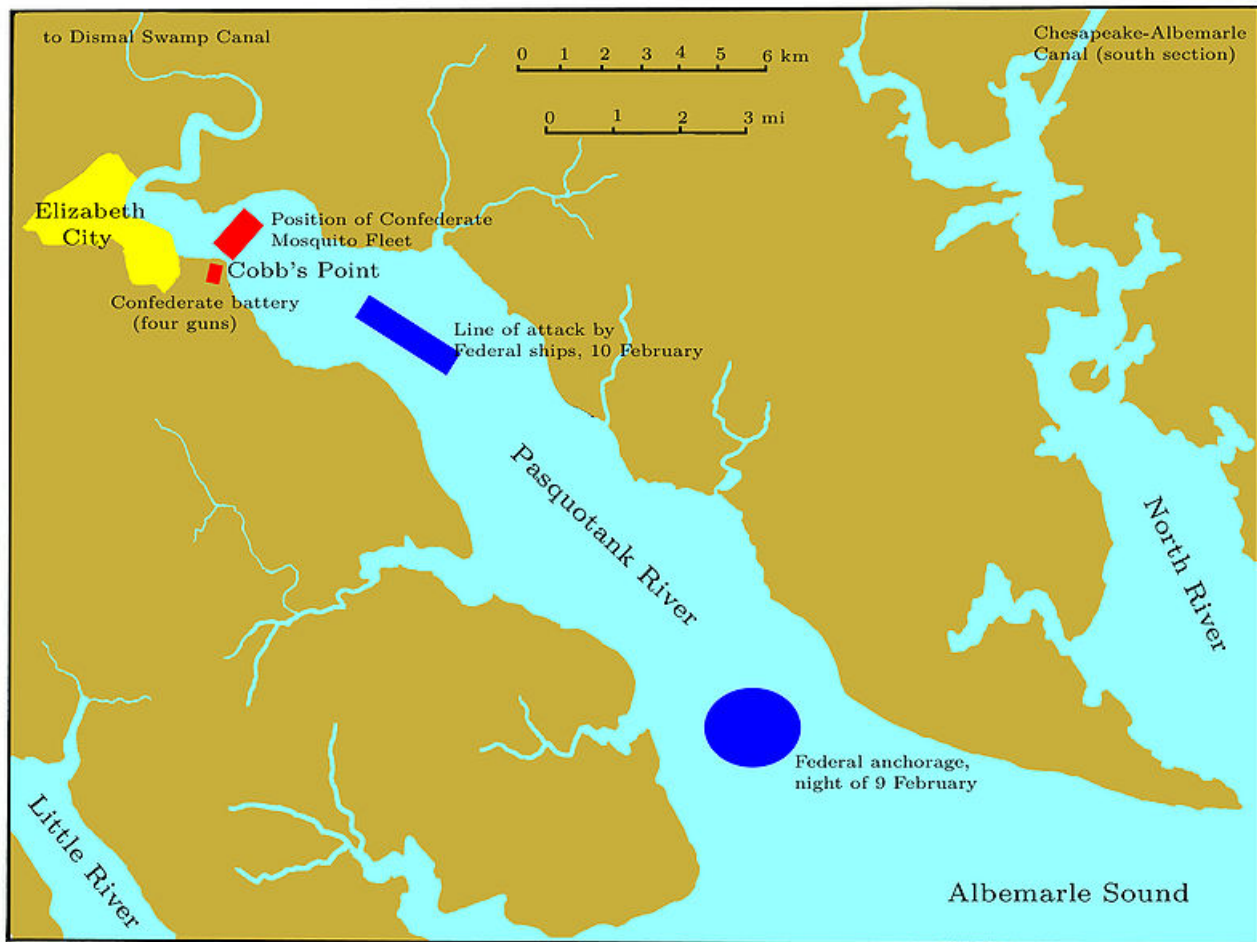 to Dismal Swamp Canal
Chesapeake-Albemarle
Canal (south section)
0 1 2 3 4 5 6 km
0 1 2 3 mi
Elizabeth
City
Position of Confederate
Mosquito Fleet
Cobb's Point
Confederate battery
(four guns)
Line of attack by
Federal ships, 10 February
Pasquotank River
North River
Federal anchorage,
night of 9 February
Little River
Albemarle Sound